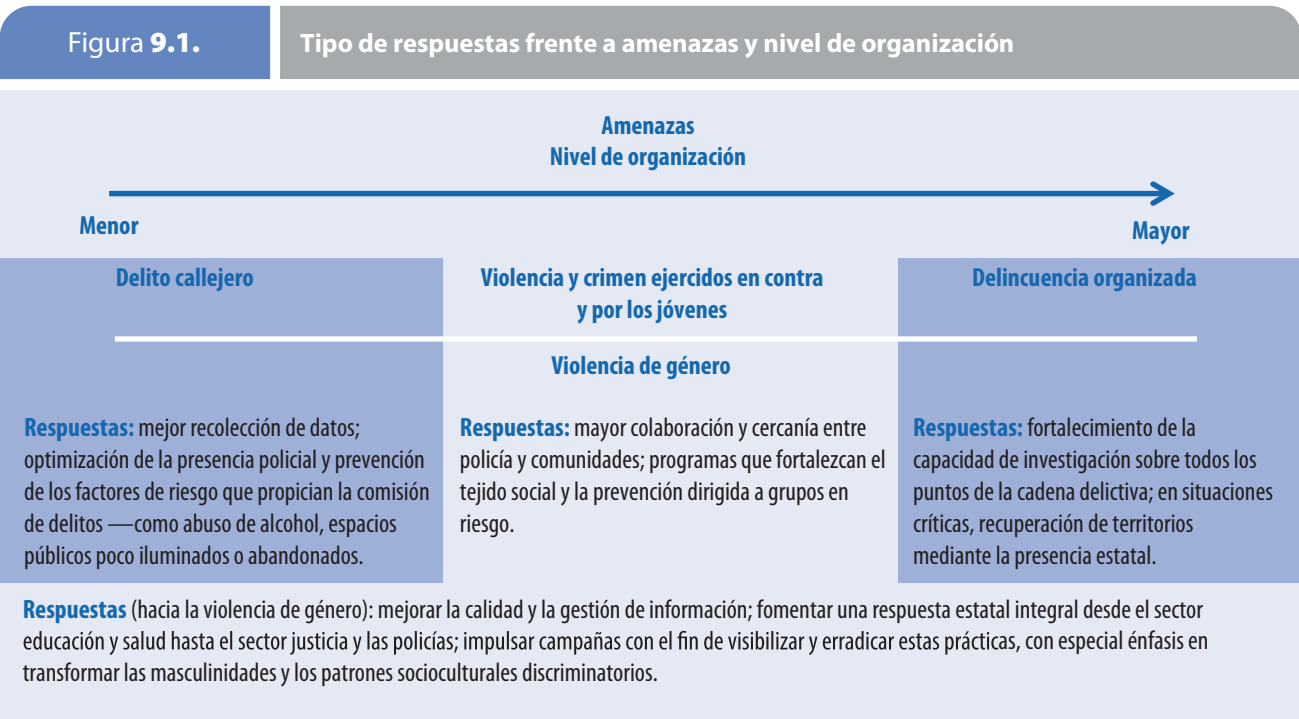 Figura 9.1.
Tipo de respuestas frente a amenazas y nivel de organización
Amenazas
Nivel de organización
Menor
Mayor
Delito callejero
Violencia y crimen ejercidos en contra
y por los jóvenes
Delincuencia organizada
Violencia de género
Respuestas: mejor recolección de datos;
optimización de la presencia policial y prevención
de los factores de riesgo que propician la comisión
de delitos —como abuso de alcohol, espacios
públicos poco iluminados o abandonados.
Respuestas: mayor colaboración y cercanía entre
policía y comunidades; programas que fortalezcan el
tejido social y la prevención dirigida a grupos en
riesgo.
Respuestas: fortalecimiento de la
capacidad de investigación sobre todos los
puntos de la cadena delictiva; en situaciones
críticas, recuperación de territorios
mediante la presencia estatal.
Respuestas (hacia la violencia de género): mejorar la calidad y la gestión de información; fomentar una respuesta estatal integral desde el sector
educación y salud hasta el sector justicia y las policías; impulsar campañas con el fin de visibilizar y erradicar estas prácticas, con especial énfasis en
transformar las masculinidades y los patrones socioculturales discriminatorios.